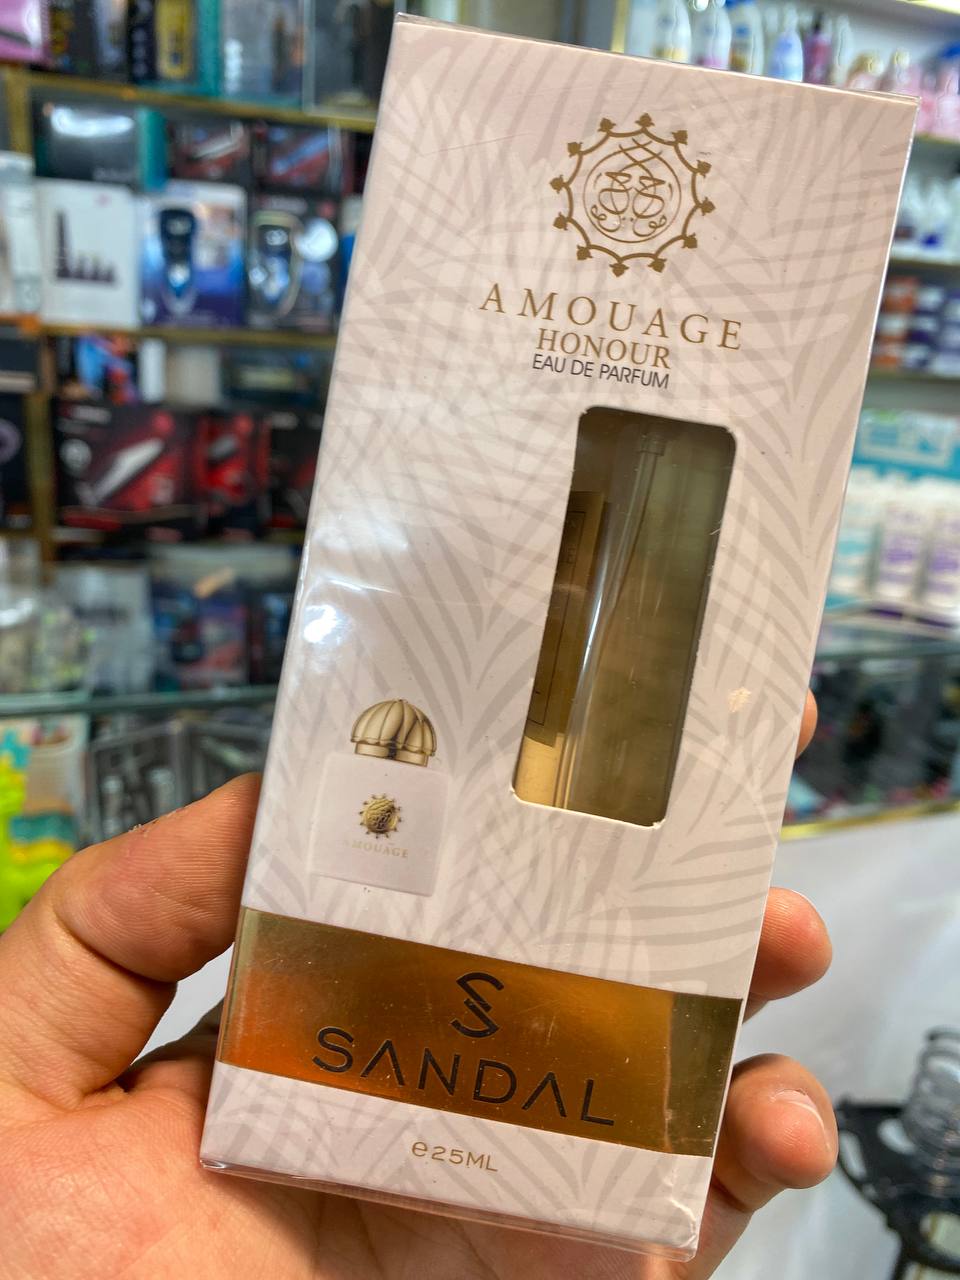 AMOUAGE
HONOUR
EAU DE PARFUM
AMOUAGE
SANDAL
℮25ML